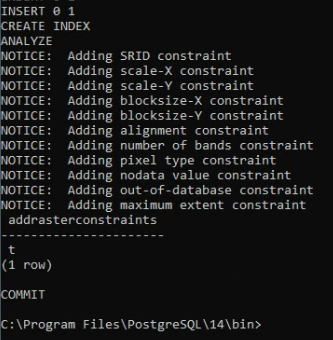 INSERT 0 1
CREATE INDEX
ANALYZE
NOTICE:  Adding SRID constraint
NOTICE:  Adding scale-X constraint
NOTICE:  Adding scale-Y constraint
NOTICE:  Adding blocksize-X constraint
NOTICE:  Adding blocksize-Y constraint
NOTICE:  Adding alignment constraint
NOTICE:  Adding number of bands constraint
NOTICE:  Adding pixel type constraint
NOTICE:  Adding nodata value constraint
NOTICE:  Adding out-of-database constraint
NOTICE:  Adding maximum extent constraint
 addrasterconstraints
----------------------
 t
(1 row)

COMMIT

C:\Program Files\PostgreSQL\14\bin>